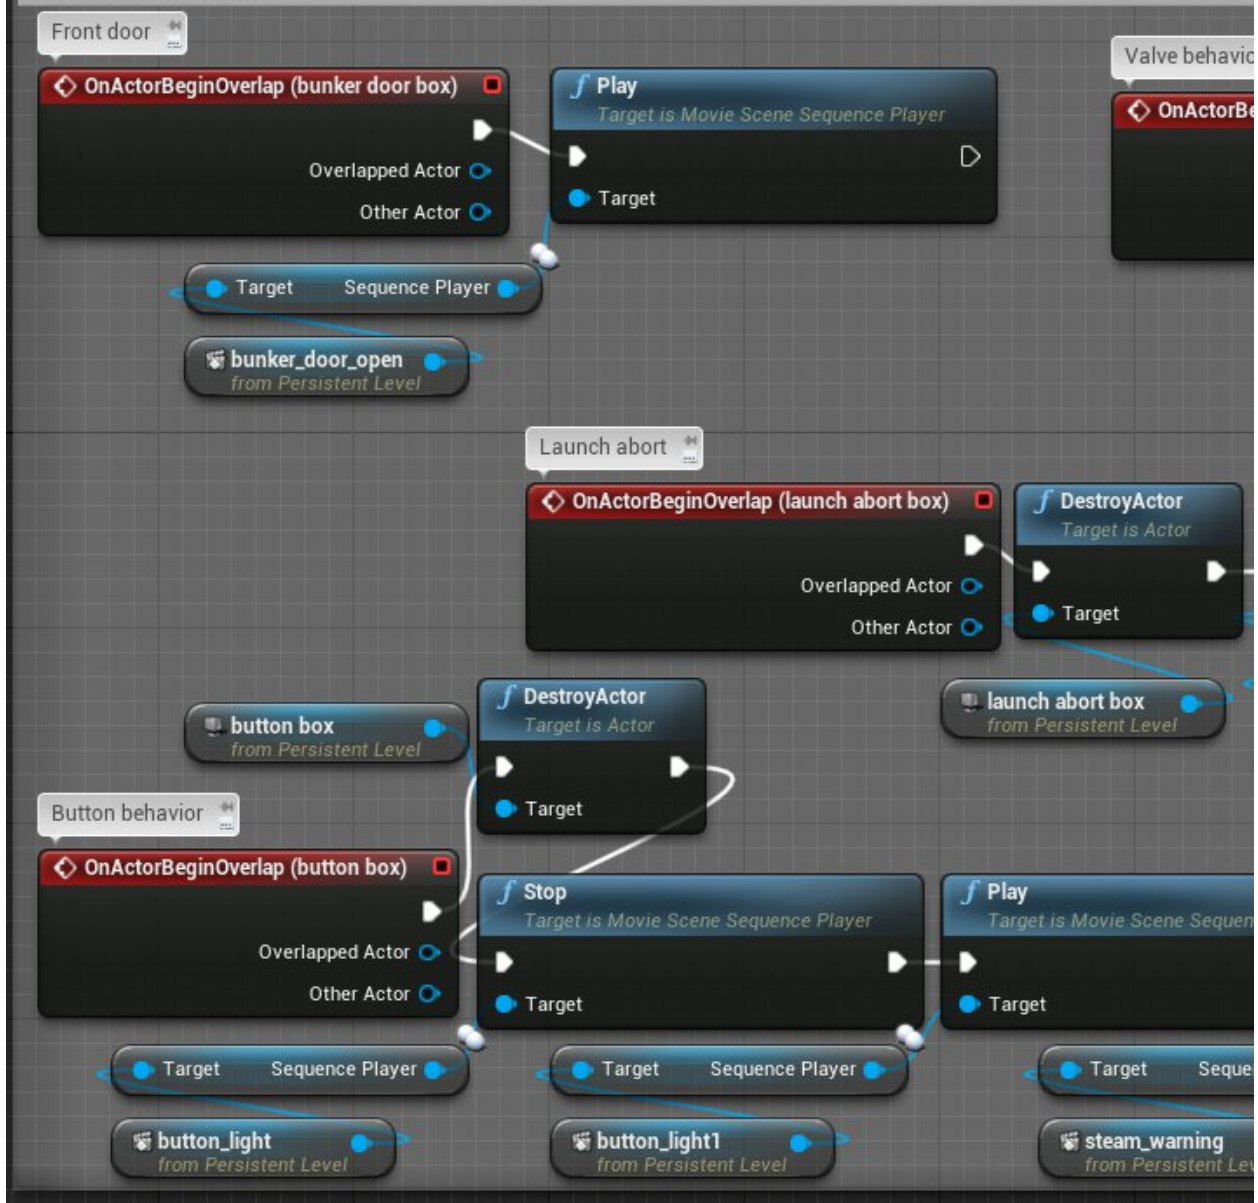 Front door
OnActorBeginOverlap (bunker door box)
Overlapped Actor
Other Actor
Play
Target is Movie Scene Sequence Player
Target
Target Sequence Player
bunker_door_open
from Persistent Level
Valve behavio
OnActorBe
Launch abort
OnActorBeginOverlap (launch abort box)
Overlapped Actor
Other Actor
DestroyActor
Target is Actor
Target
launch abort box
from Persistent Level
button box
from Persistent Level
DestroyActor
Target is Actor
Target
Button behavior
OnActorBeginOverlap (button box)
Overlapped Actor
Other Actor
Stop
Target is Movie Scene Sequence Player
Target
Play
Target is Movie Scene Sequen
Target
Target Sequence Player
button_light
from Persistent Level
Target Sequence Player
button_light1
from Persistent Level
Target Seque
steam_warning
from Persistent Lev